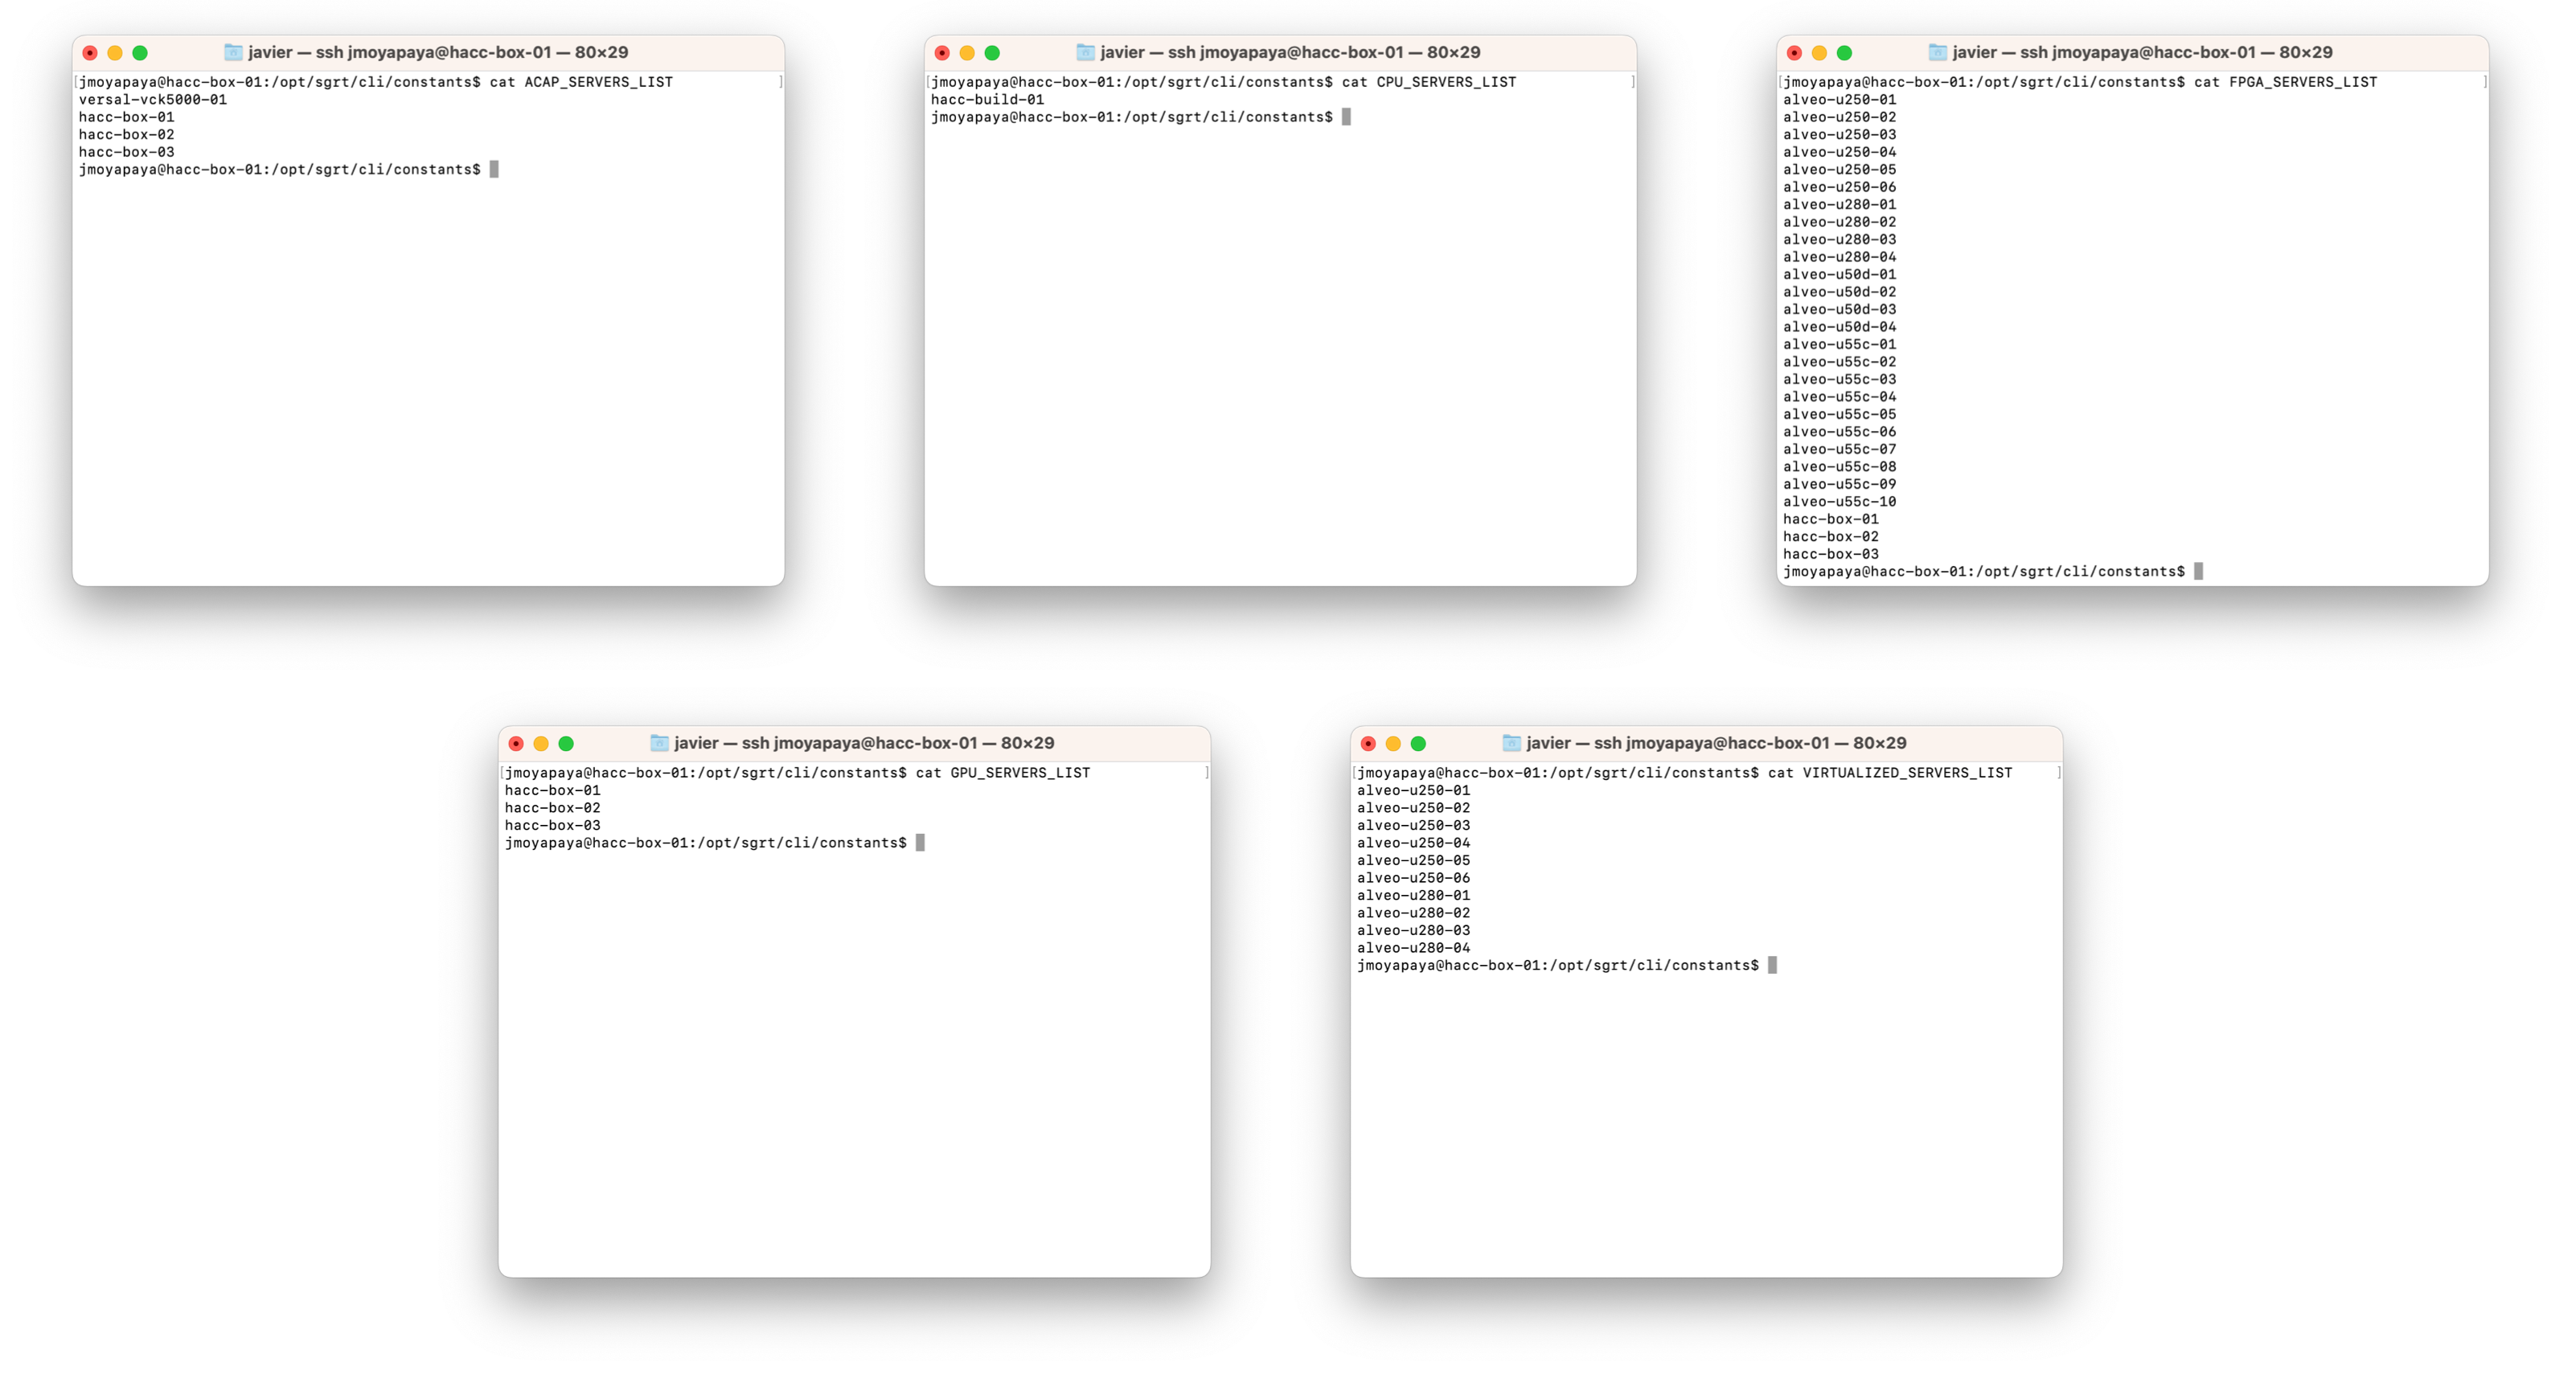 javier — ssh jmoyapaya@hacc-box-01 — 80×29
[jmoyapaya@hacc-box-01:/opt/sgrt/cli/constants$ cat ACAP_SERVERS_LIST ]
versal-vck5000-01
hacc-box-01
hacc-box-02
hacc-box-03
jmoyapaya@hacc-box-01:/opt/sgrt/cli/constants$
javier — ssh jmoyapaya@hacc-box-01 — 80×29
[jmoyapaya@hacc-box-01:/opt/sgrt/cli/constants$ cat CPU_SERVERS_LIST ]
hacc-build-01
jmoyapaya@hacc-box-01:/opt/sgrt/cli/constants$
javier — ssh jmoyapaya@hacc-box-01 — 80×29
[jmoyapaya@hacc-box-01:/opt/sgrt/cli/constants$ cat FPGA_SERVERS_LIST ]
alveo-u250-01
alveo-u250-02
alveo-u250-03
alveo-u250-04
alveo-u250-05
alveo-u250-06
alveo-u280-01
alveo-u280-02
alveo-u280-03
alveo-u280-04
alveo-u50d-01
alveo-u50d-02
alveo-u50d-03
alveo-u50d-04
alveo-u55c-01
alveo-u55c-02
alveo-u55c-03
alveo-u55c-04
alveo-u55c-05
alveo-u55c-06
alveo-u55c-07
alveo-u55c-08
alveo-u55c-09
alveo-u55c-10
hacc-box-01
hacc-box-02
hacc-box-03
jmoyapaya@hacc-box-01:/opt/sgrt/cli/constants$
javier — ssh jmoyapaya@hacc-box-01 — 80×29
[jmoyapaya@hacc-box-01:/opt/sgrt/cli/constants$ cat GPU_SERVERS_LIST ]
hacc-box-01
hacc-box-02
hacc-box-03
jmoyapaya@hacc-box-01:/opt/sgrt/cli/constants$
javier — ssh jmoyapaya@hacc-box-01 — 80×29
[jmoyapaya@hacc-box-01:/opt/sgrt/cli/constants$ cat VIRTUALIZED_SERVERS_LIST ]
alveo-u250-01
alveo-u250-02
alveo-u250-03
alveo-u250-04
alveo-u250-05
alveo-u250-06
alveo-u280-01
alveo-u280-02
alveo-u280-03
alveo-u280-04
jmoyapaya@hacc-box-01:/opt/sgrt/cli/constants$